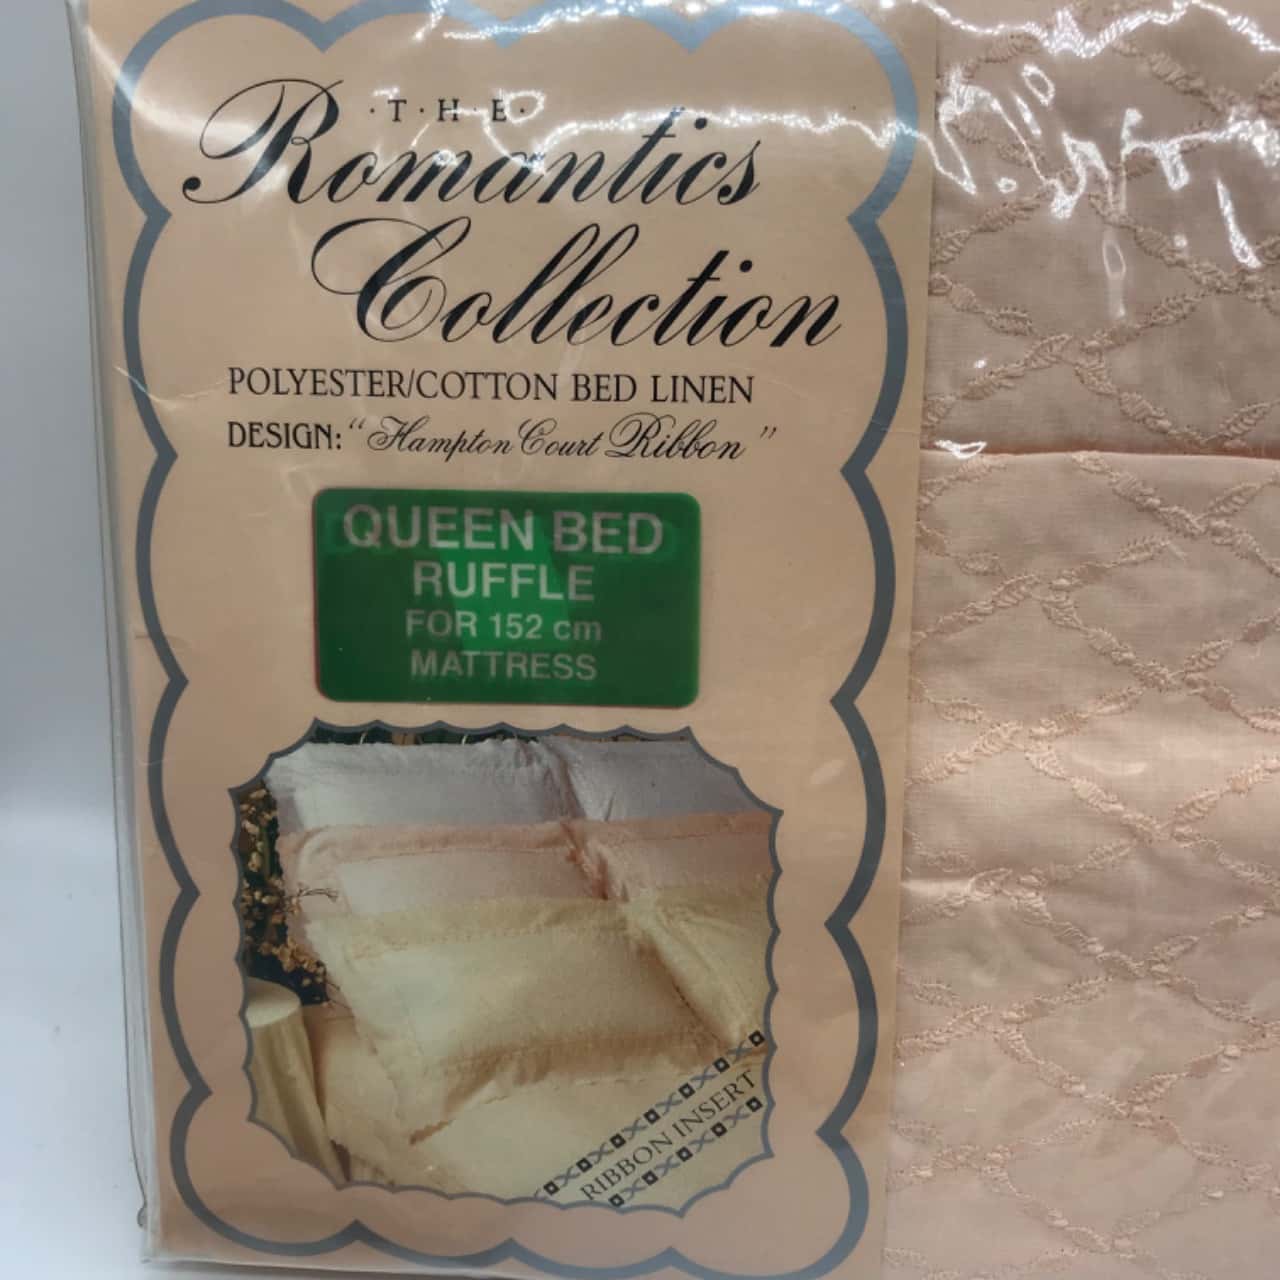 ·T·H·E·
Romantics
Collection
POLYESTER/COTTON BED LINEN
DESIGN: "Hampton Court Ribbon"
QUEEN BED
RUFFLE
FOR 152 cm
MATTRESS
RIBBON INSERT